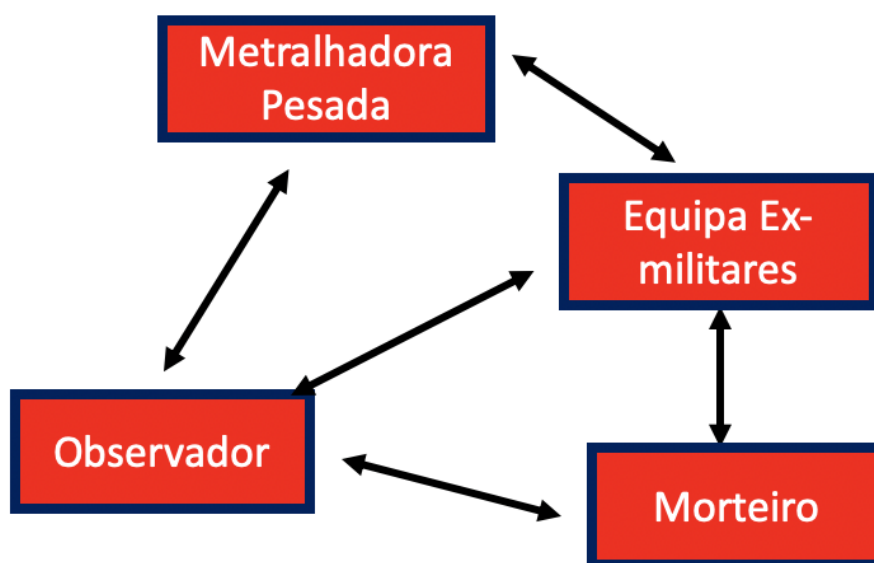 Metralhadora
Pesada
Equipa Ex-
militares
Observador
Morteiro